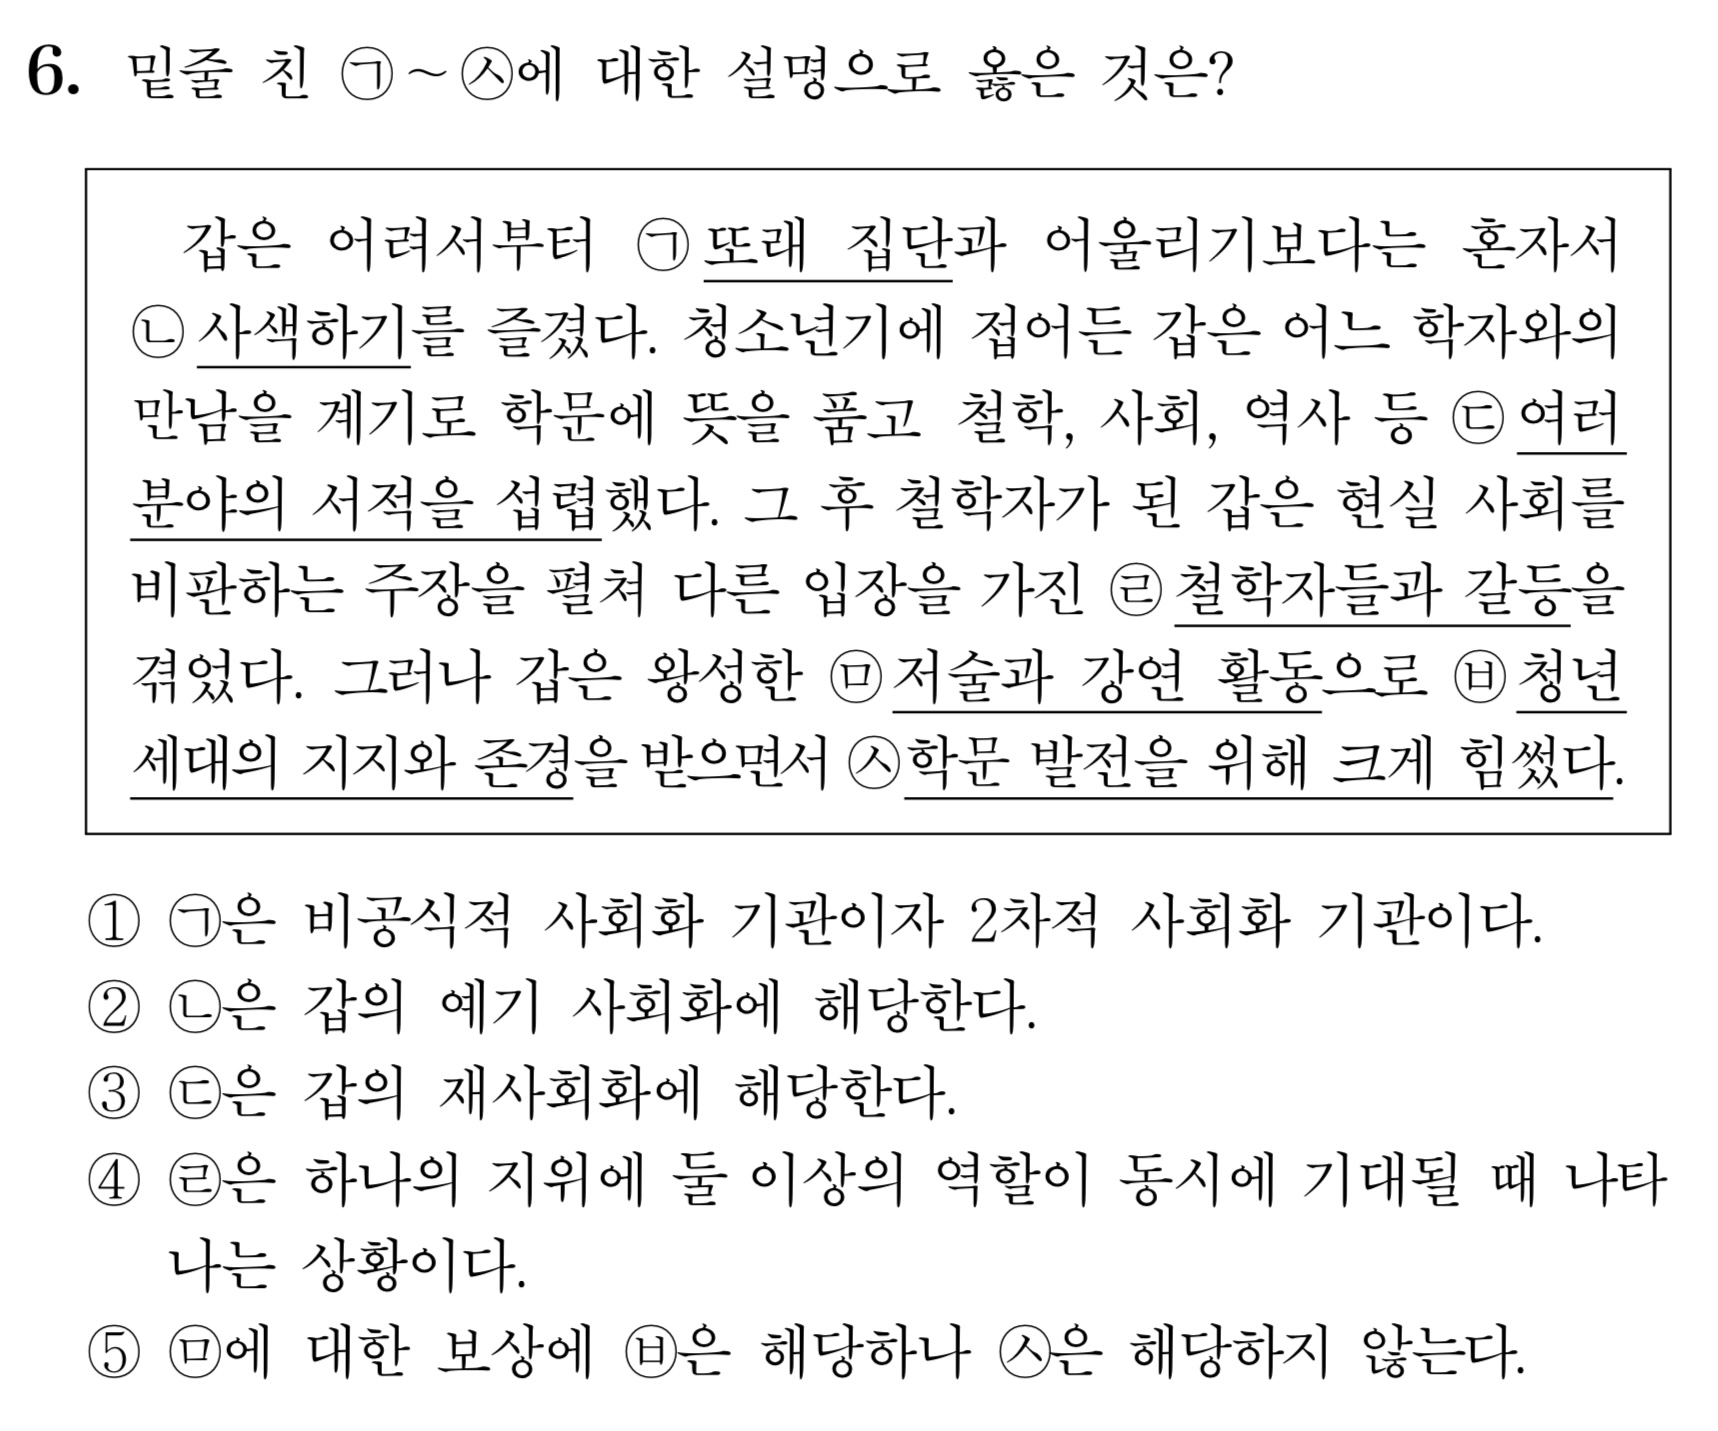 6. 밑줄 친 ㉠~㉦에 대한 설명으로 옳은 것은?
갑은 어려서부터 ㉠또래 집단과 어울리기보다는 혼자서
㉡사색하기를 즐겼다. 청소년기에 접어든 갑은 어느 학자와의
만남을 계기로 학문에 뜻을 품고 철학, 사회, 역사 등 ㉢여러
분야의 서적을 섭렵했다. 그 후 철학자가 된 갑은 현실 사회를
비판하는 주장을 펼쳐 다른 입장을 가진 ㉣철학자들과 갈등을
겪었다. 그러나 갑은 왕성한 ㉤저술과 강연 활동으로 ㉥청년
세대의 지지와 존경을 받으면서 ㉦학문 발전을 위해 크게 힘썼다.
① ㉠은 비공식적 사회화 기관이자 2차적 사회화 기관이다.
② ㉡은 갑의 예기 사회화에 해당한다.
③ ㉢은 갑의 재사회화에 해당한다.
④ ㉣은 하나의 지위에 둘 이상의 역할이 동시에 기대될 때 나타
나는 상황이다.
⑤ ㉤에 대한 보상에 ㉥은 해당하나 ㉦은 해당하지 않는다.